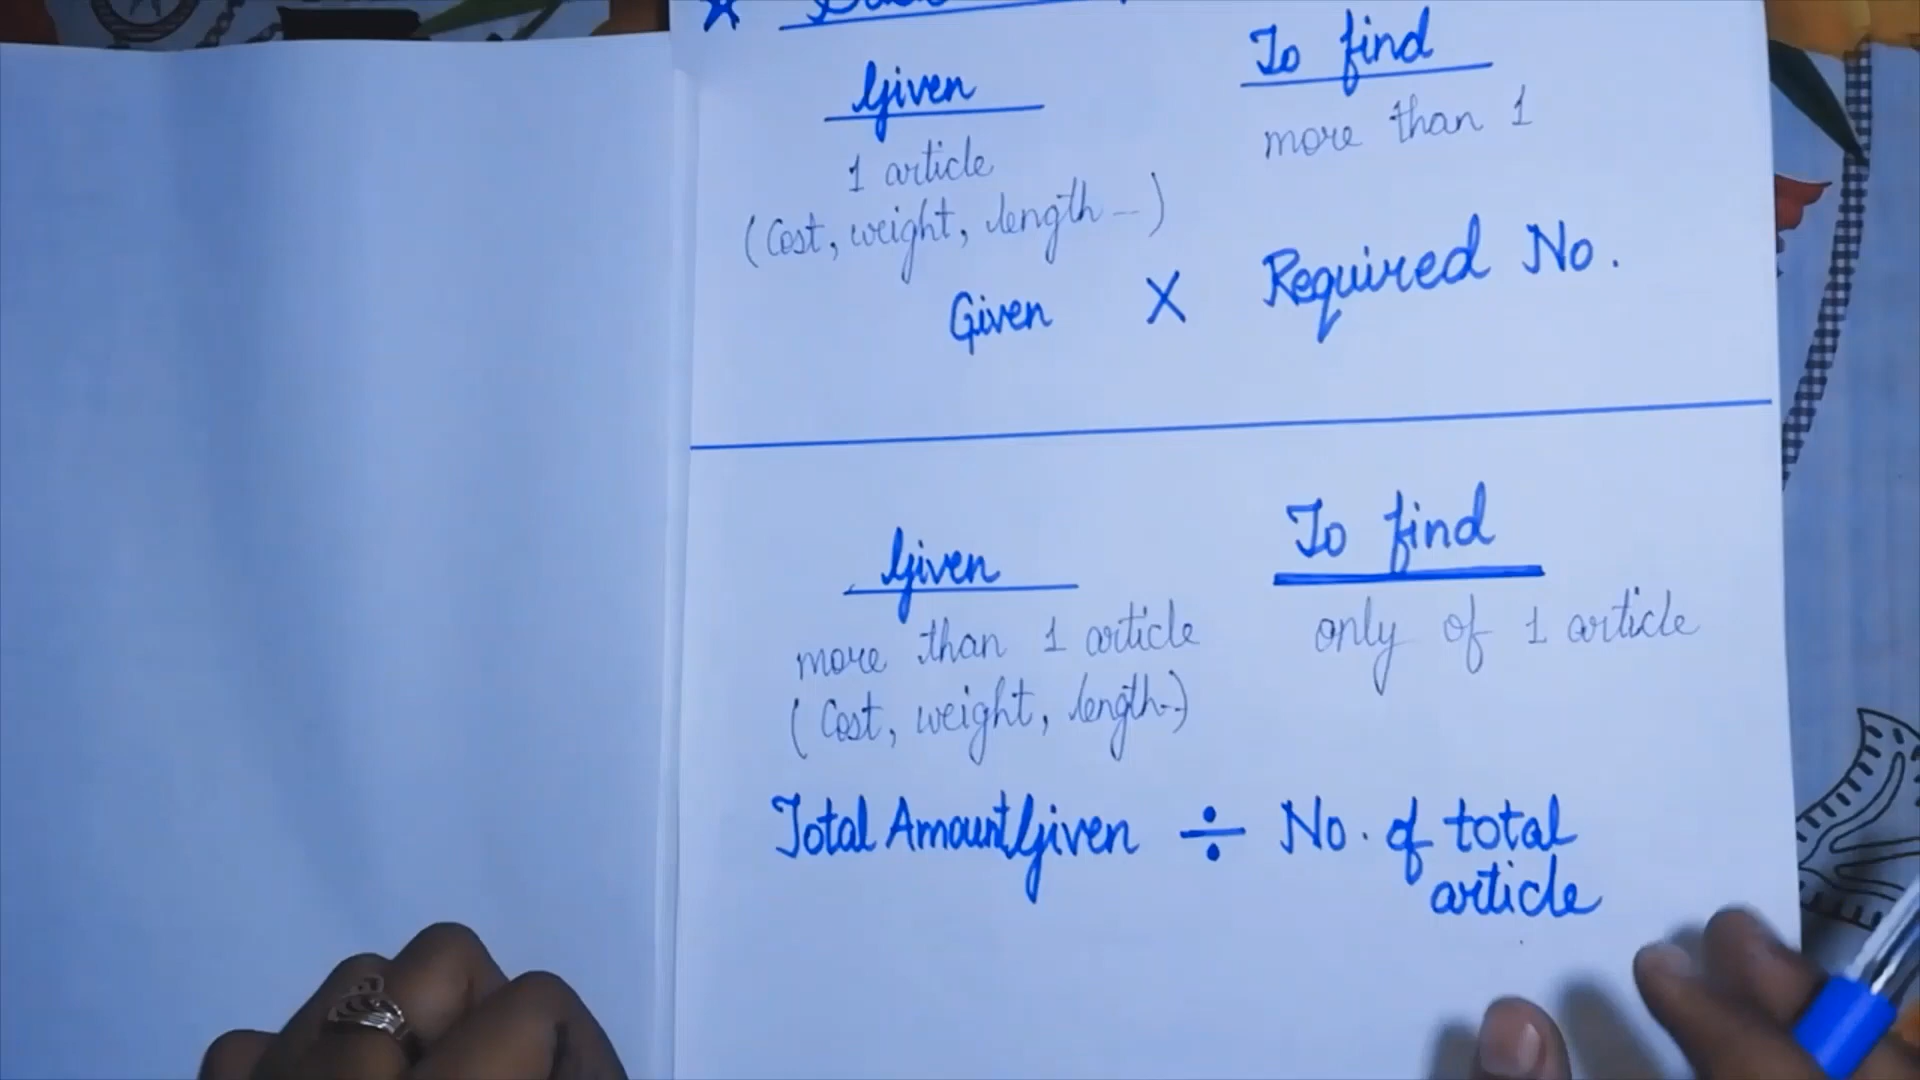 Given
To find
1 article
more than 1
(Cost, weight, length --)
Given X Required No.
Given
To find
more than 1 article
only of 1 article
(Cost, weight, length--)
Total Amount Given ÷ No. of total
article